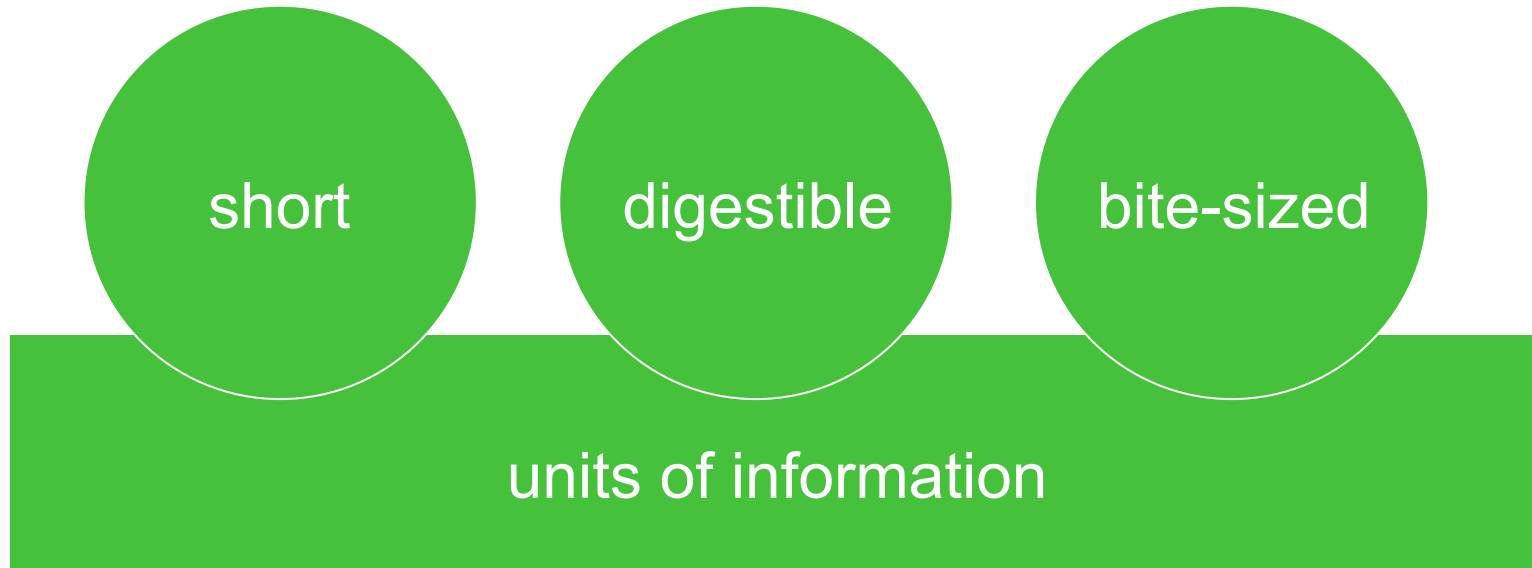 short
digestible
bite-sized
units of information